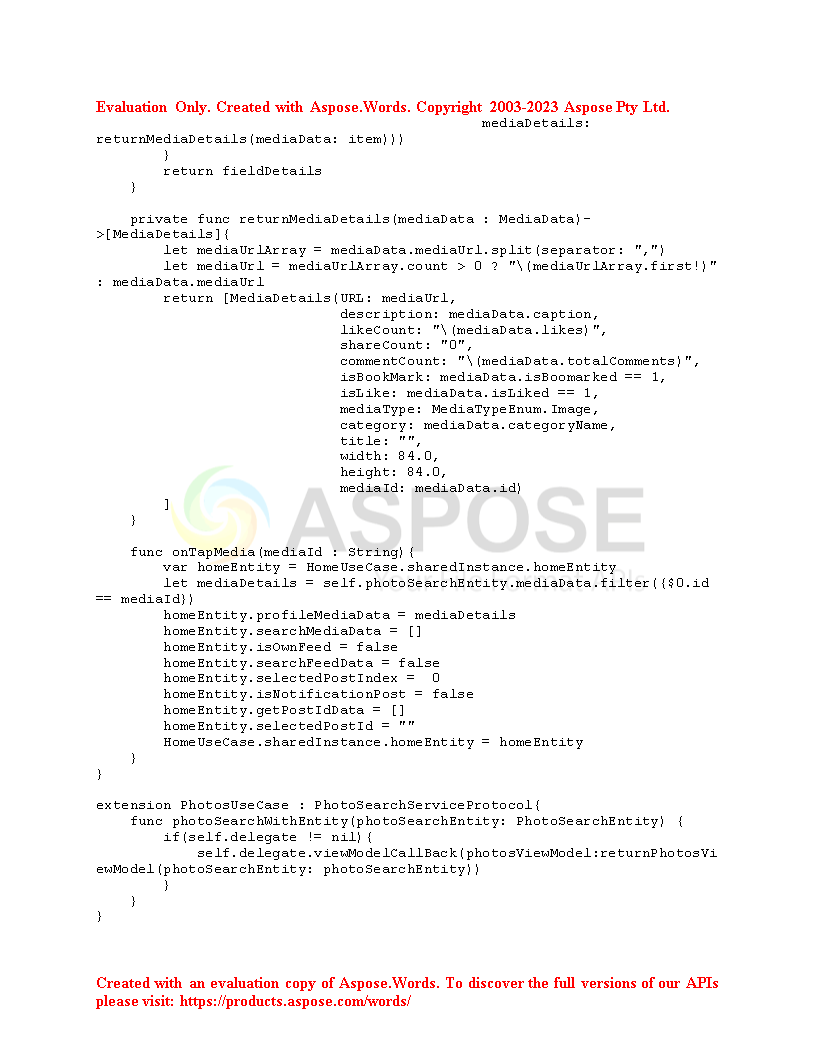 Evaluation Only. Created with Aspose.Words. Copyright 2003-2023 Aspose Pty Ltd.
mediaDetails:
returnMediaDetails(mediaData: item)))
        }
        return fieldDetails
    }

    private func returnMediaDetails(mediaData : MediaData)-
>[MediaDetails]{
        let mediaUrlArray = mediaData.mediaUrl.split(separator: ",")
        let mediaUrl = mediaUrlArray.count > 0 ? "\(mediaUrlArray.first!)"
: mediaData.mediaUrl
        return [MediaDetails(URL: mediaUrl,
                             description: mediaData.caption,
                             likeCount: "\(mediaData.likes)",
                             shareCount: "0",
                             commentCount: "\(mediaData.totalComments)",
                             isBookMark: mediaData.isBoomarked == 1,
                             isLike: mediaData.isLiked == 1,
                             mediaType: MediaTypeEnum.Image,
                             category: mediaData.categoryName,
                             title: "",
                             width: 84.0,
                             height: 84.0,
                             mediaId: mediaData.id)
        ]
    }
ASPOSE

    func onTapMedia(mediaId : String){
        var homeEntity = HomeUseCase.sharedInstance.homeEntity
        let mediaDetails = self.photoSearchEntity.mediaData.filter({$0.id
== mediaId})
        homeEntity.profileMediaData = mediaDetails
        homeEntity.searchMediaData = []
        homeEntity.isOwnFeed = false
        homeEntity.searchFeedData = false
        homeEntity.selectedPostIndex =  0
        homeEntity.isNotificationPost = false
        homeEntity.getPostIdData = []
        homeEntity.selectedPostId = ""
        HomeUseCase.sharedInstance.homeEntity = homeEntity
    }
}

extension PhotosUseCase : PhotoSearchServiceProtocol{
    func photoSearchWithEntity(photoSearchEntity: PhotoSearchEntity) {
        if(self.delegate != nil){
            self.delegate.viewModelCallBack(photosViewModel:returnPhotosVi
ewModel(photoSearchEntity: photoSearchEntity))
        }
    }
}
Created with an evaluation copy of Aspose.Words. To discover the full versions of our APIs
please visit: https://products.aspose.com/words/